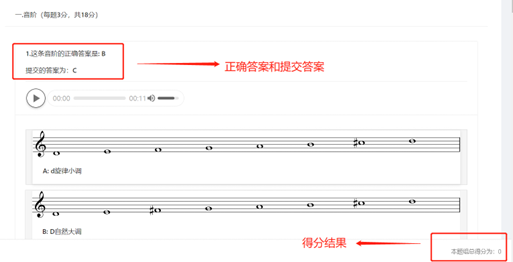 一.音阶（每题3分，共18分）
1.这条音阶的正确答案是: B
提交的答案为: C
正确答案和提交答案
00:00
00:11
A: d旋律小调
B: D自然大调
得分结果
本题组总得分为: 0